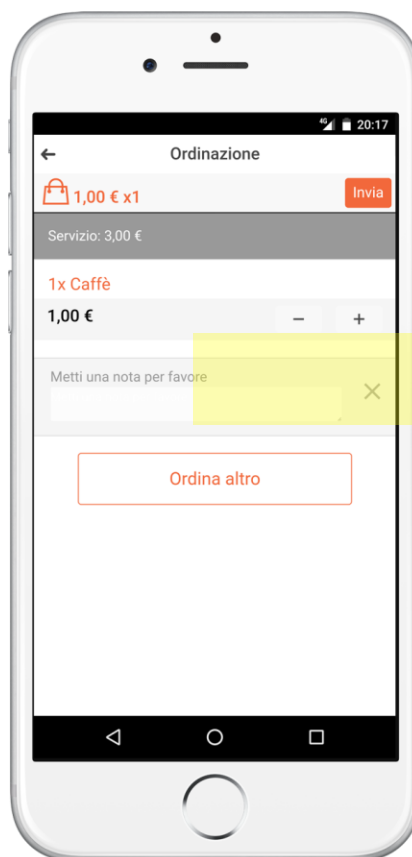 4G 20:17
Ordinazione
1,00 € x1
Invia
Servizio: 3,00 €
1x Caffè
1,00 €
Metti una nota per favore
Ordina altro